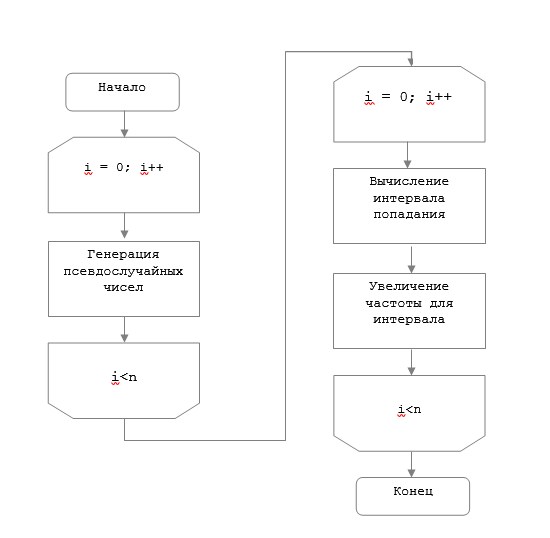 Начало
i = 0; i++
Генерация
псевдослучайных
чисел
i<n
i = 0; i++
Вычисление
интервала
попадания
Увеличение
частоты для
интервала
i<n
Конец